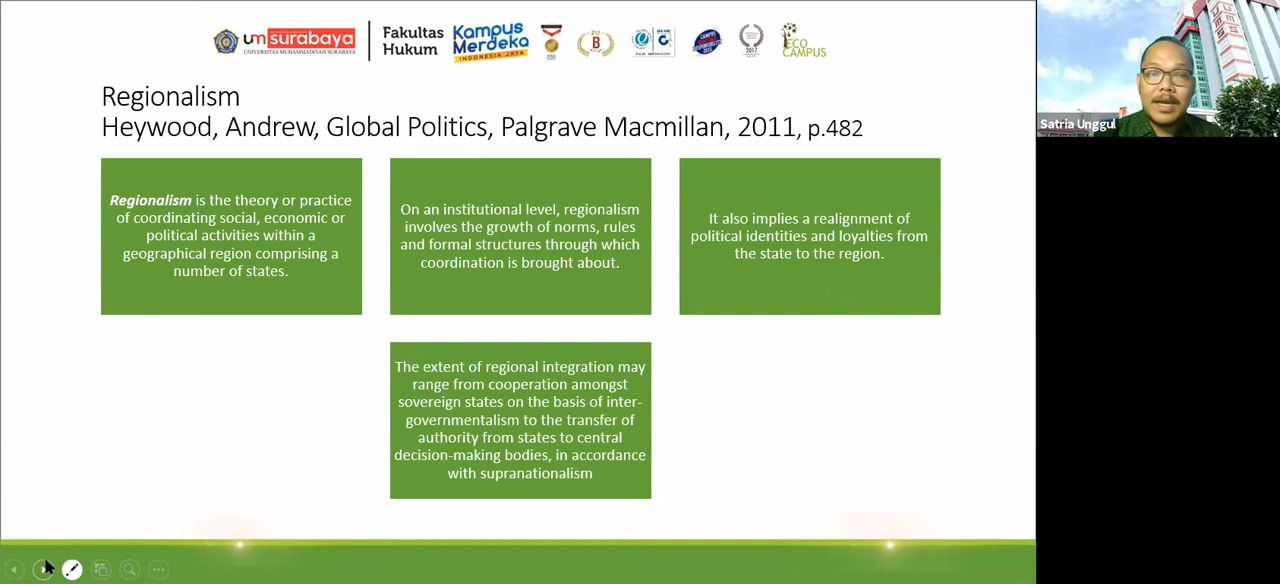 umsurabaya
UNIVERSITAS MUHAMMADIYAH SURABAYA
Fakultas
Hukum
Kampus
Merdeka
INDONESIA JAYA
B
2017
ECO
CAMPUS
Satria Unggul
Regionalism
Heywood, Andrew, Global Politics, Palgrave Macmillan, 2011, p.482
Regionalism is the theory or practice
of coordinating social, economic or
political activities within a
geographical region comprising a
number of states.
On an institutional level, regionalism
involves the growth of norms, rules
and formal structures through which
coordination is brought about.
It also implies a realignment of
political identities and loyalties from
the state to the region.
The extent of regional integration may
range from cooperation amongst
sovereign states on the basis of inter-
governmentalism to the transfer of
authority from states to central
decision-making bodies, in accordance
with supranationalism